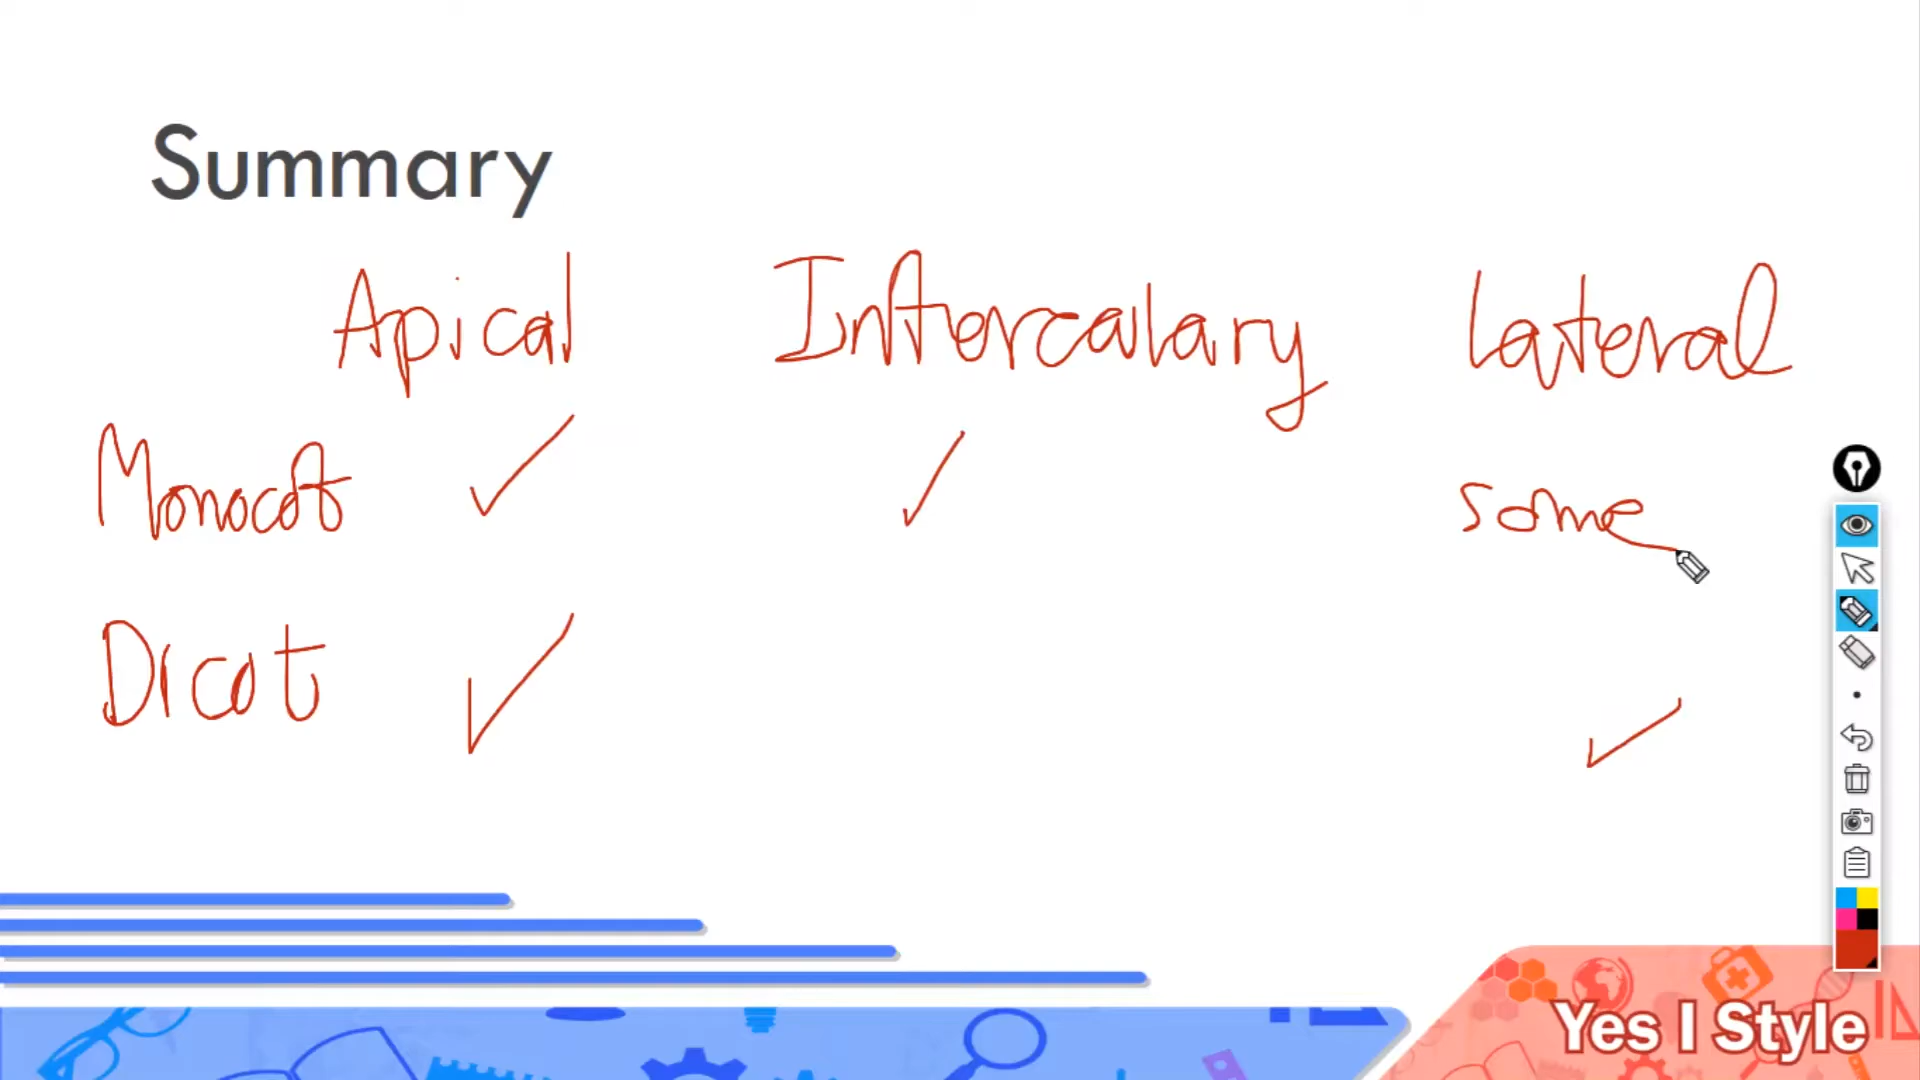 Summary
Apical Intercalary Lateral
Monocot ✓ ✓ some
Dicot ✓ ✓
Yes I Style